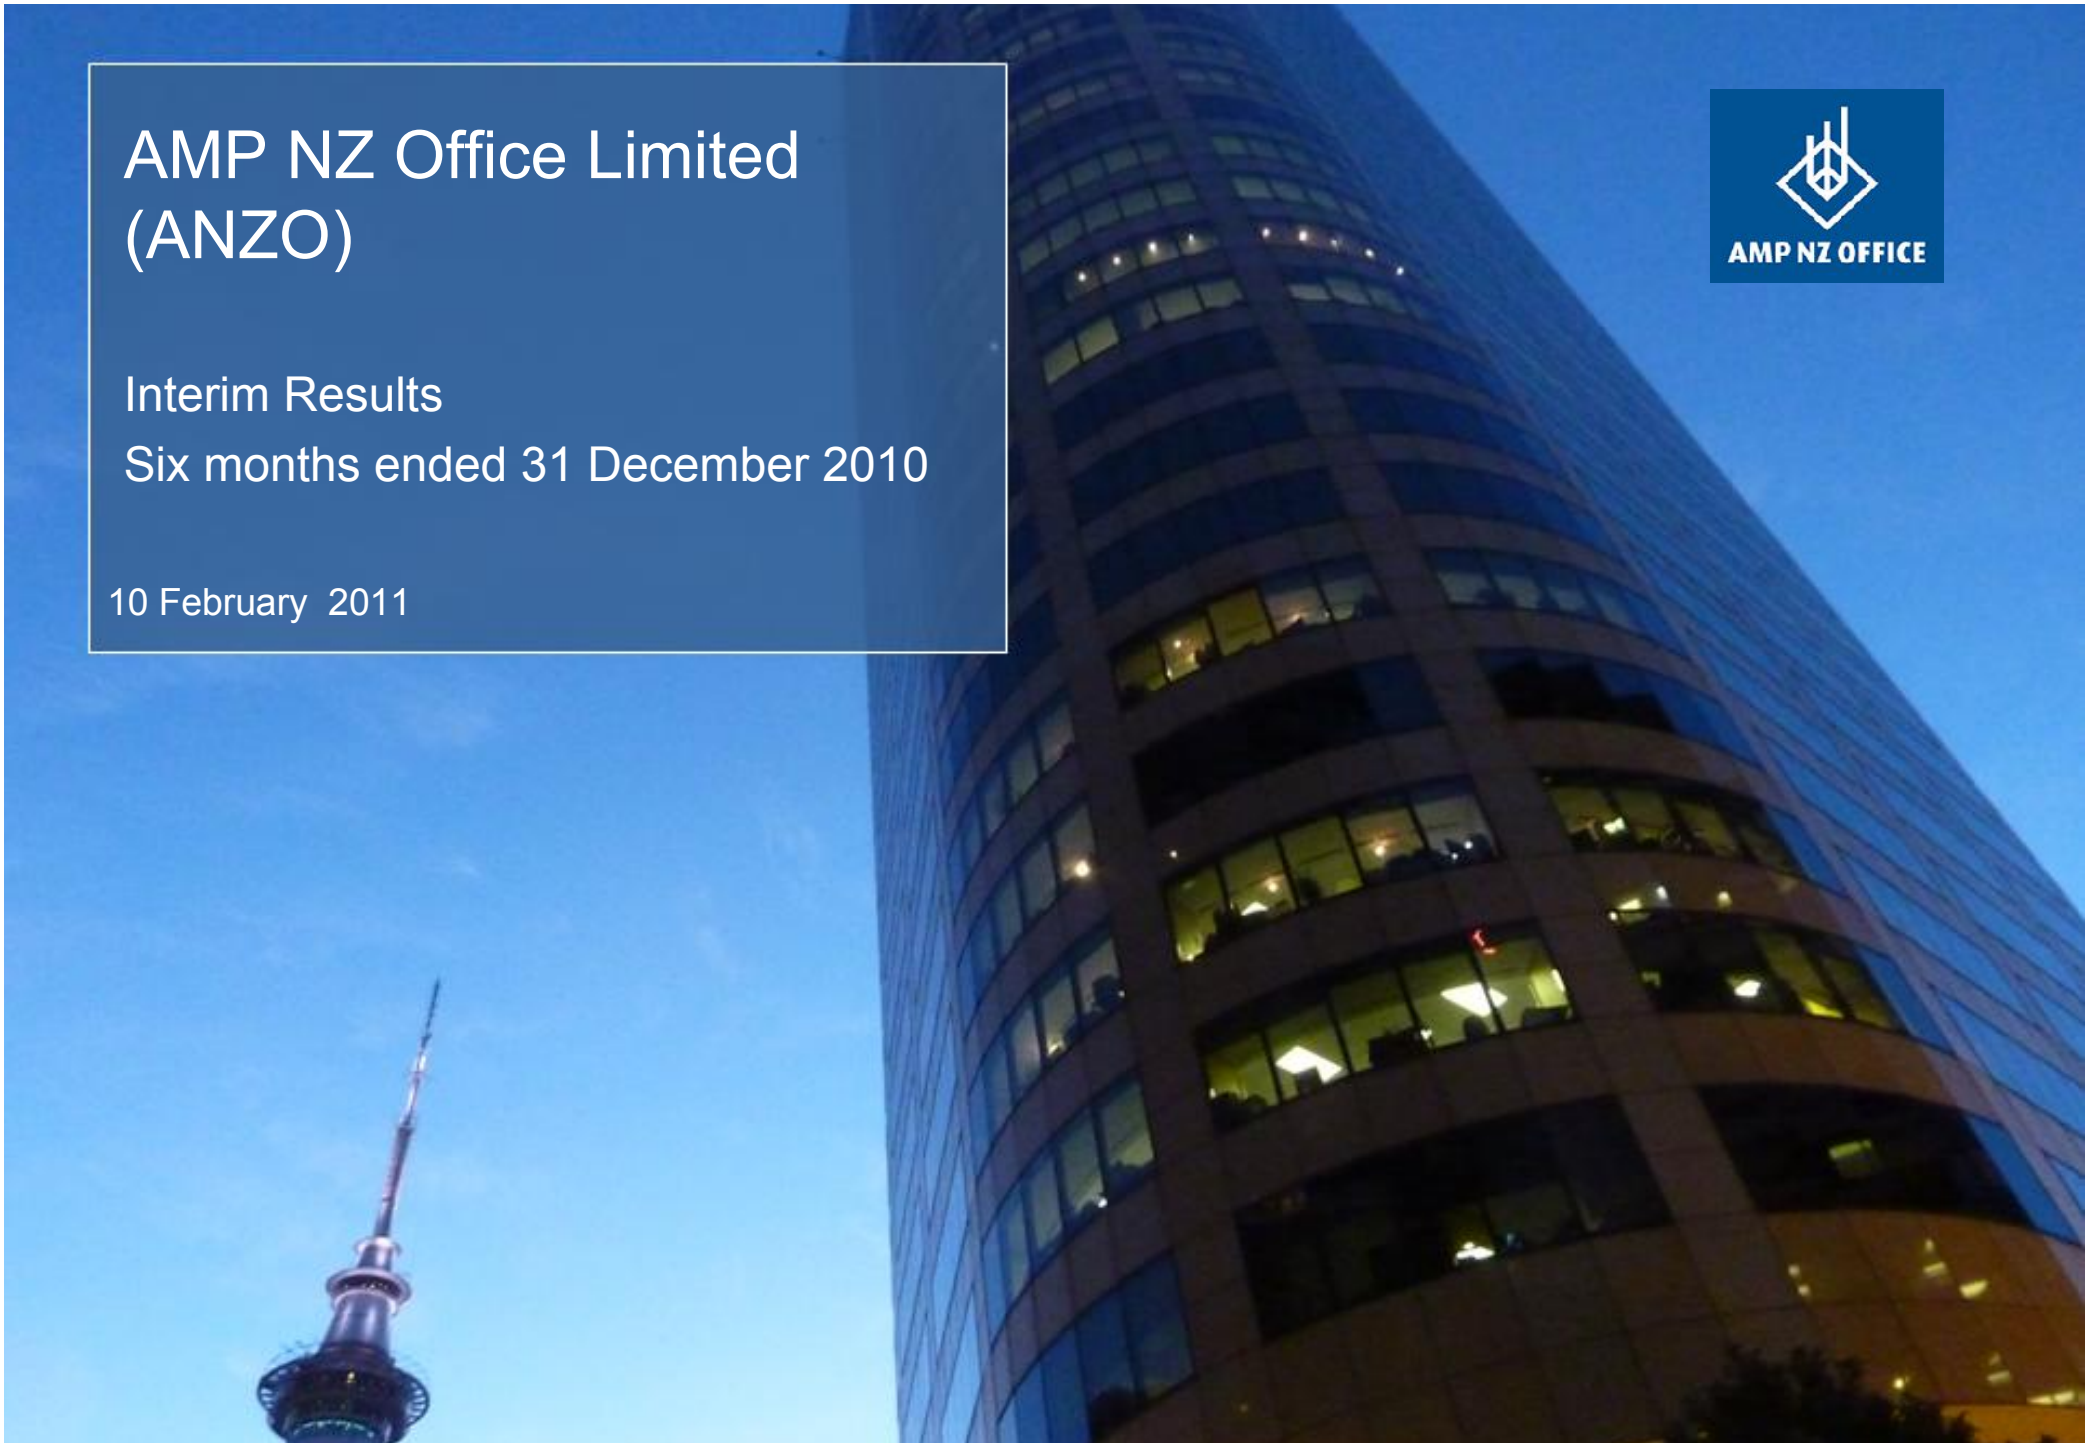 AMP NZ Office Limited
(ANZO)
Interim Results
Six months ended 31 December 2010
10 February 2011
AMP NZ OFFICE